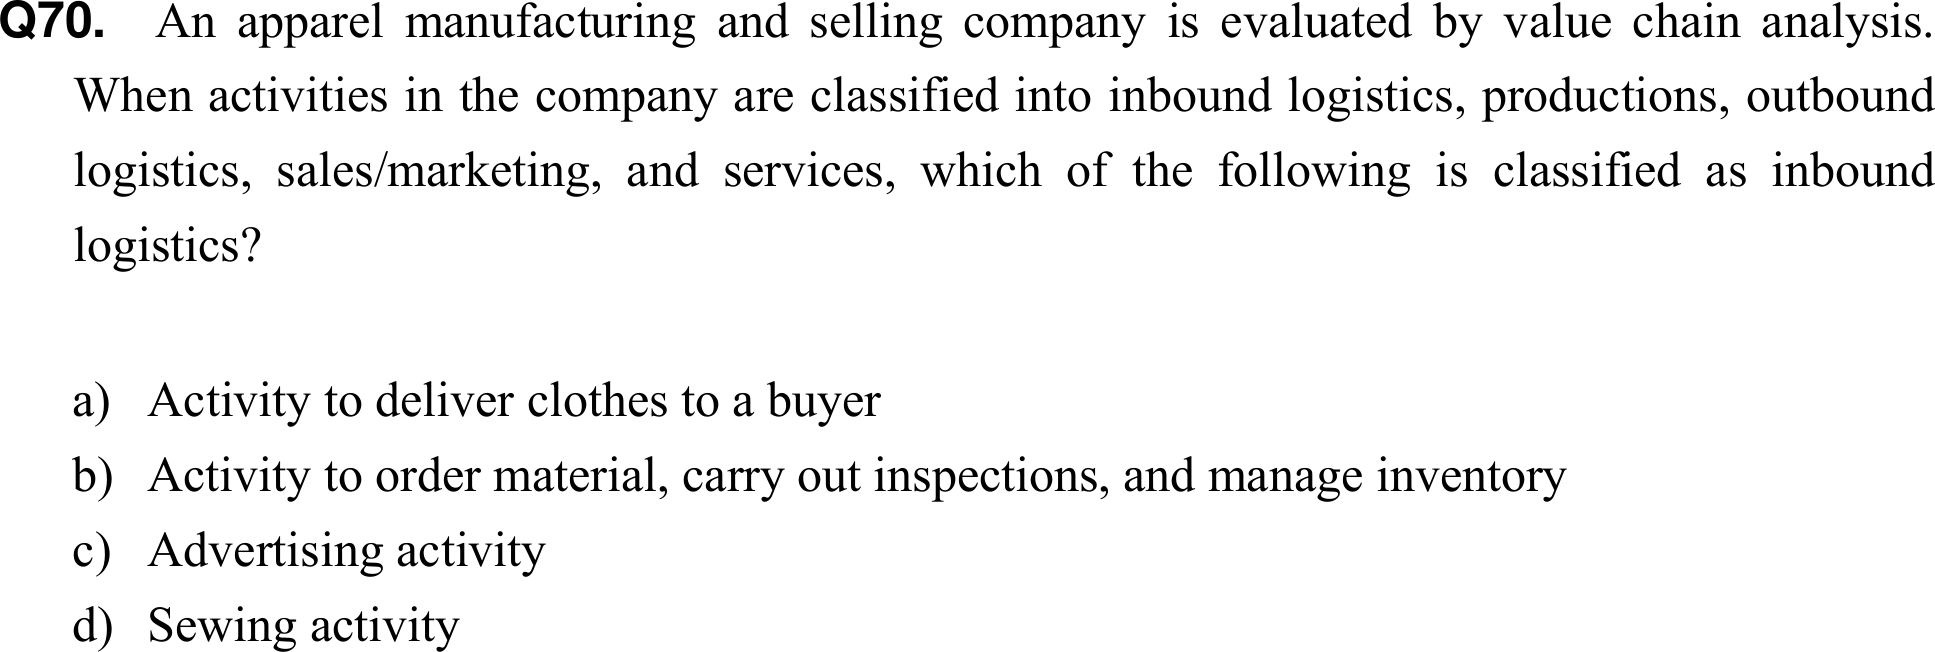 Q70. An apparel manufacturing and selling company is evaluated by value chain analysis.
When activities in the company are classified into inbound logistics, productions, outbound
logistics, sales/marketing, and services, which of the following is classified as inbound
logistics?
a) Activity to deliver clothes to a buyer
b) Activity to order material, carry out inspections, and manage inventory
c) Advertising activity
d) Sewing activity